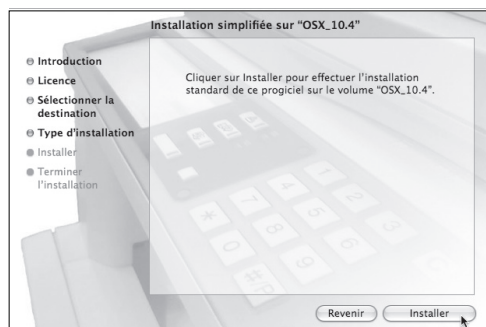 Installation simplifiée sur “OSX_10.4”
Introduction
Licence
Sélectionner la
destination
Type d'installation
Installer
Terminer
l'installation
Cliquer sur Installer pour effectuer l'installation
standard de ce progiciel sur le volume “OSX_10.4”.
Revenir
Installer